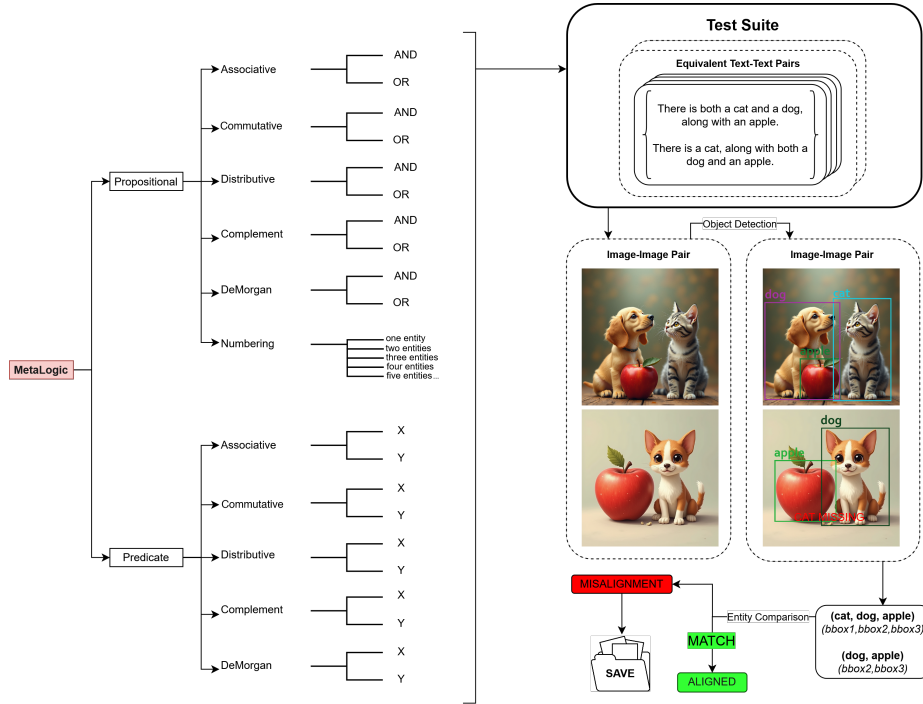 MetaLogic
Propositional
Associative
AND
OR
Commutative
AND
OR
Distributive
AND
OR
Complement
AND
OR
DeMorgan
AND
OR
Numbering
one entity
two entities
three entities
four entities
five entities...
Predicate
Associative
X
Y
Commutative
X
Y
Distributive
X
Y
Complement
X
Y
DeMorgan
X
Y
Test Suite
Equivalent Text-Text Pairs
There is both a cat and a dog,
along with an apple.
There is a cat, along with both a
dog and an apple.
Object Detection
Image-Image Pair
Image-Image Pair
dog
cat
apple
dog
apple
CAT MISSING
MISALIGNMENT
Entity Comparison
(cat, dog, apple)
(bbox1,bbox2,bbox3)
(dog, apple)
(bbox2,bbox3)
MATCH
SAVE
ALIGNED